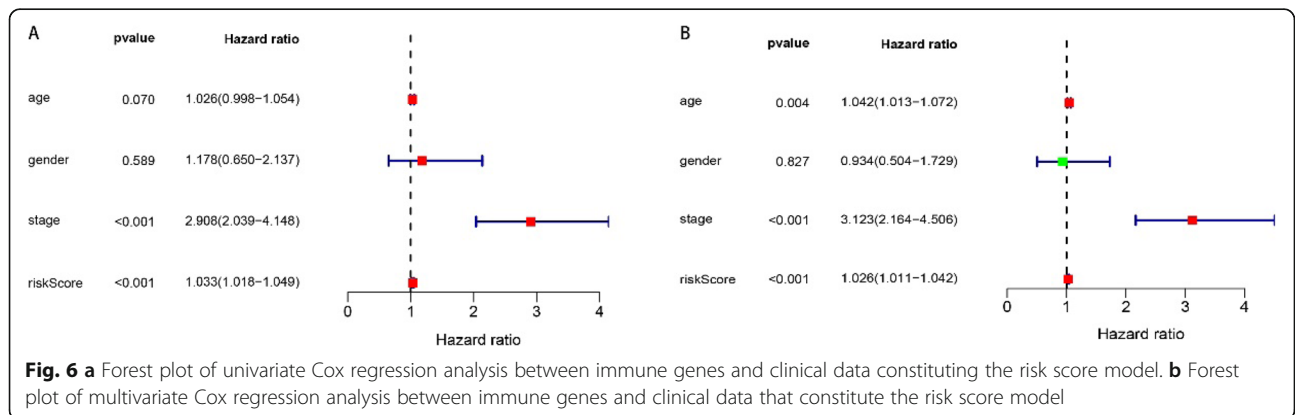 A
pvalue Hazard ratio
age 0.070 1.026(0.998−1.054)
gender 0.589 1.178(0.650−2.137)
stage <0.001 2.908(2.039−4.148)
riskScore <0.001 1.033(1.018−1.049)
0 1 2 3 4
Hazard ratio
B
pvalue Hazard ratio
age 0.004 1.042(1.013−1.072)
gender 0.827 0.934(0.504−1.729)
stage <0.001 3.123(2.164−4.506)
riskScore <0.001 1.026(1.011−1.042)
0 1 2 3 4
Hazard ratio
Fig. 6 a Forest plot of univariate Cox regression analysis between immune genes and clinical data constituting the risk score model. b Forest
plot of multivariate Cox regression analysis between immune genes and clinical data that constitute the risk score model